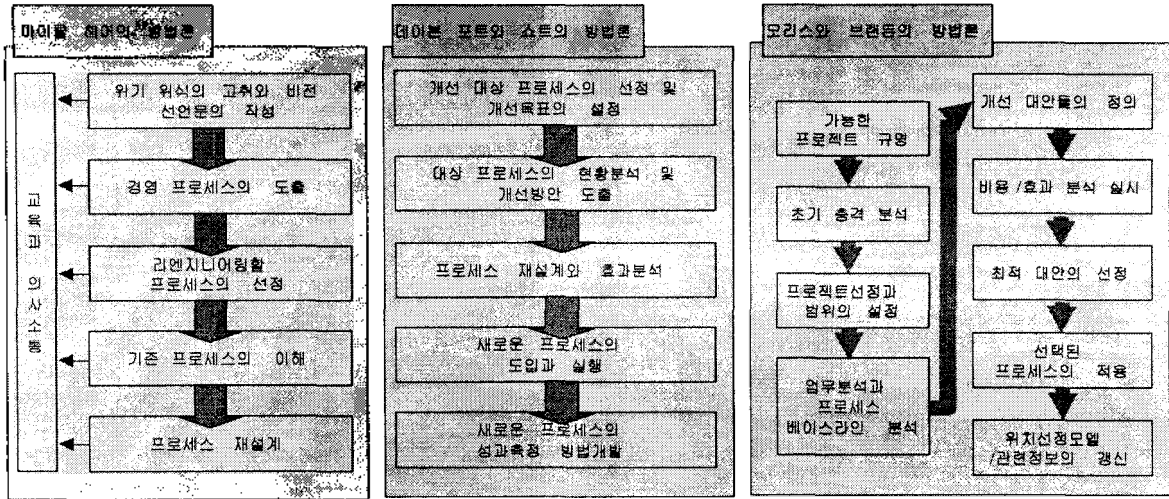 마이클 해머의 방법론
교육과 의사소통
위기 위식의 고취와 비전
선언문의 작성
경영 프로세스의 도출
리엔지니어링할
프로세스의 선정
기존 프로세스의 이해
프로세스 재설계
데이븐 포트와 쇼트의 방법론
개선 대상 프로세스의 선정 및
개선목표의 설정
대상 프로세스의 현황분석 및
개선방안 도출
프로세스 재설계와 효과분석
새로운 프로세스의
도입과 실행
새로운 프로세스의
성과측정 방법개발
모리스와 브랜든의 방법론
가능한
프로젝트 규명
초기 충격 분석
프로젝트선정과
범위의 설정
업무분석과
프로세스
베이스라인 분석
개선 대안들의 정의
비용/효과 분석 실시
최적 대안의 선정
선택된
프로세스의 적용
위치선정모델
/관련정보의 갱신